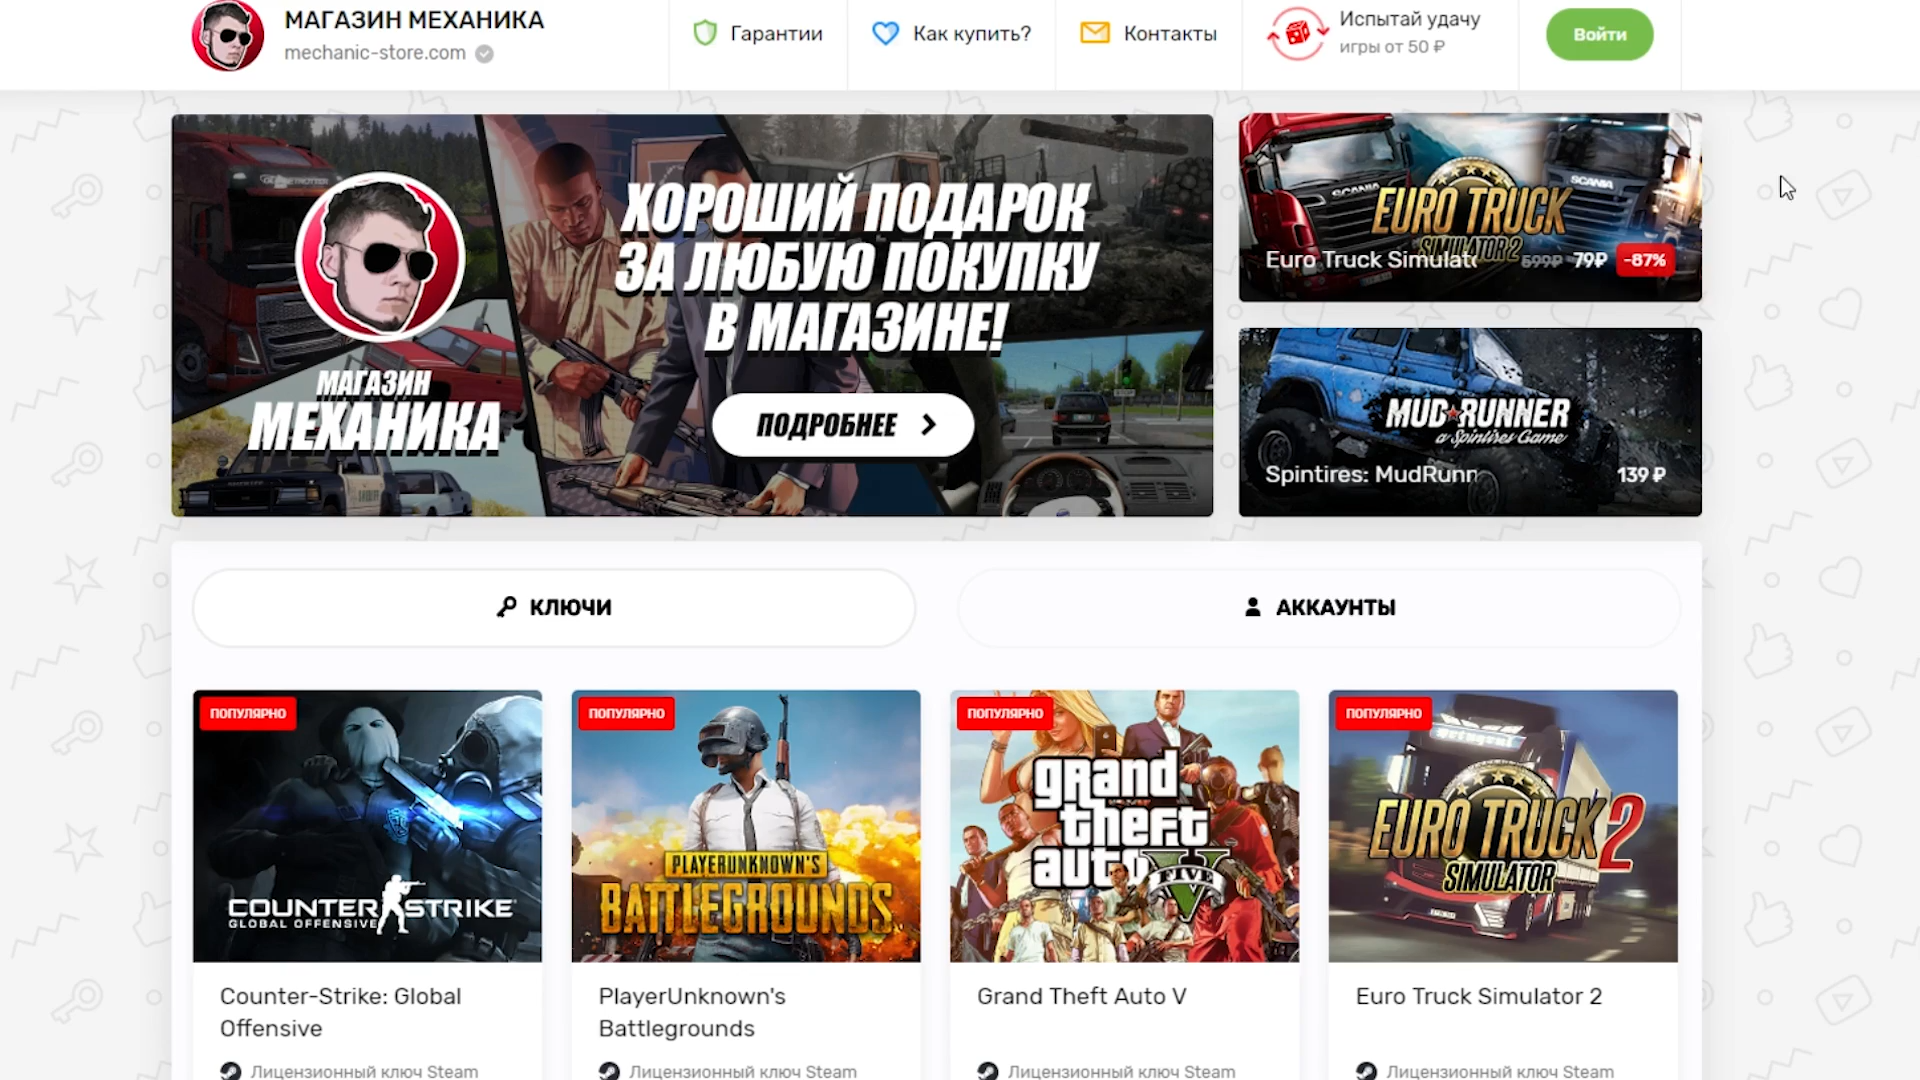 МАГАЗИН МЕХАНИКА
mechanic-store.com
Гарантии
Как купить?
Контакты
Испытай удачу
игры от 50 ₽
Войти
ХОРОШИЙ ПОДАРОК
ЗА ЛЮБУЮ ПОКУПКУ
В МАГАЗИНЕ!
ПОДРОБНЕЕ
МАГАЗИН
МЕХАНИКА
SCANIA
SCANIA
EURO TRUCK
SIMULATOR 2
Euro Truck Simulato 599₽ 79₽ -87%
MUDRUNNER
a Spintires Game
Spintires: MudRunn 139 ₽
КЛЮЧИ
АККАУНТЫ
ПОПУЛЯРНО
COUNTER STRIKE
GLOBAL OFFENSIVE
Counter-Strike: Global
Offensive
Лицензионный ключ Steam
ПОПУЛЯРНО
PLAYERUNKNOWN'S
BATTLEGROUNDS
PlayerUnknown's
Battlegrounds
Лицензионный ключ Steam
ПОПУЛЯРНО
grand
theft
auto
FIVE
Grand Theft Auto V
Лицензионный ключ Steam
ПОПУЛЯРНО
EURO TRUCK 2
SIMULATOR
Euro Truck Simulator 2
Лицензионный ключ Steam